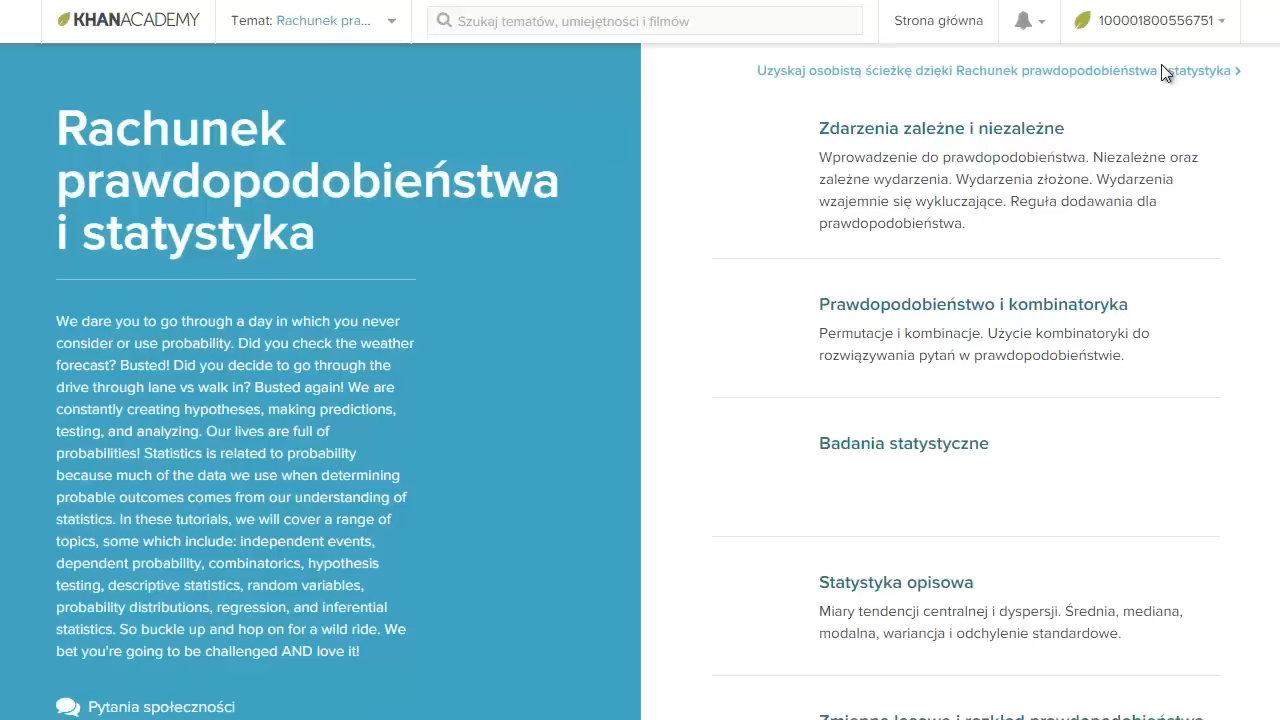 KHANACADEMY
Temat: Rachunek pra...
Szukaj tematów, umiejętności i filmów
Strona główna
100001800556751
Uzyskaj osobistą ścieżkę dzięki Rachunek prawdopodobieństwa i statystyka
Rachunek
prawdopodobieństwa
i statystyka
We dare you to go through a day in which you never
consider or use probability. Did you check the weather
forecast? Busted! Did you decide to go through the
drive through lane vs walk in? Busted again! We are
constantly creating hypotheses, making predictions,
testing, and analyzing. Our lives are full of
probabilities! Statistics is related to probability
because much of the data we use when determining
probable outcomes comes from our understanding of
statistics. In these tutorials, we will cover a range of
topics, some which include: independent events,
dependent probability, combinatorics, hypothesis
testing, descriptive statistics, random variables,
probability distributions, regression, and inferential
statistics. So buckle up and hop on for a wild ride. We
bet you're going to be challenged AND love it!
Pytania społeczności
Zdarzenia zależne i niezależne
Wprowadzenie do prawdopodobieństwa. Niezależne oraz
zależne wydarzenia. Wydarzenia złożone. Wydarzenia
wzajemnie się wykluczające. Reguła dodawania dla
prawdopodobieństwa.
Prawdopodobieństwo i kombinatoryka
Permutacje i kombinacje. Użycie kombinatoryki do
rozwiązywania pytań w prawdopodobieństwie.
Badania statystyczne
Statystyka opisowa
Miary tendencji centralnej i dyspersji. Średnia, mediana,
modalna, wariancja i odchylenie standardowe.
Zmienne losowe i rozkład prawdopodobieństwa